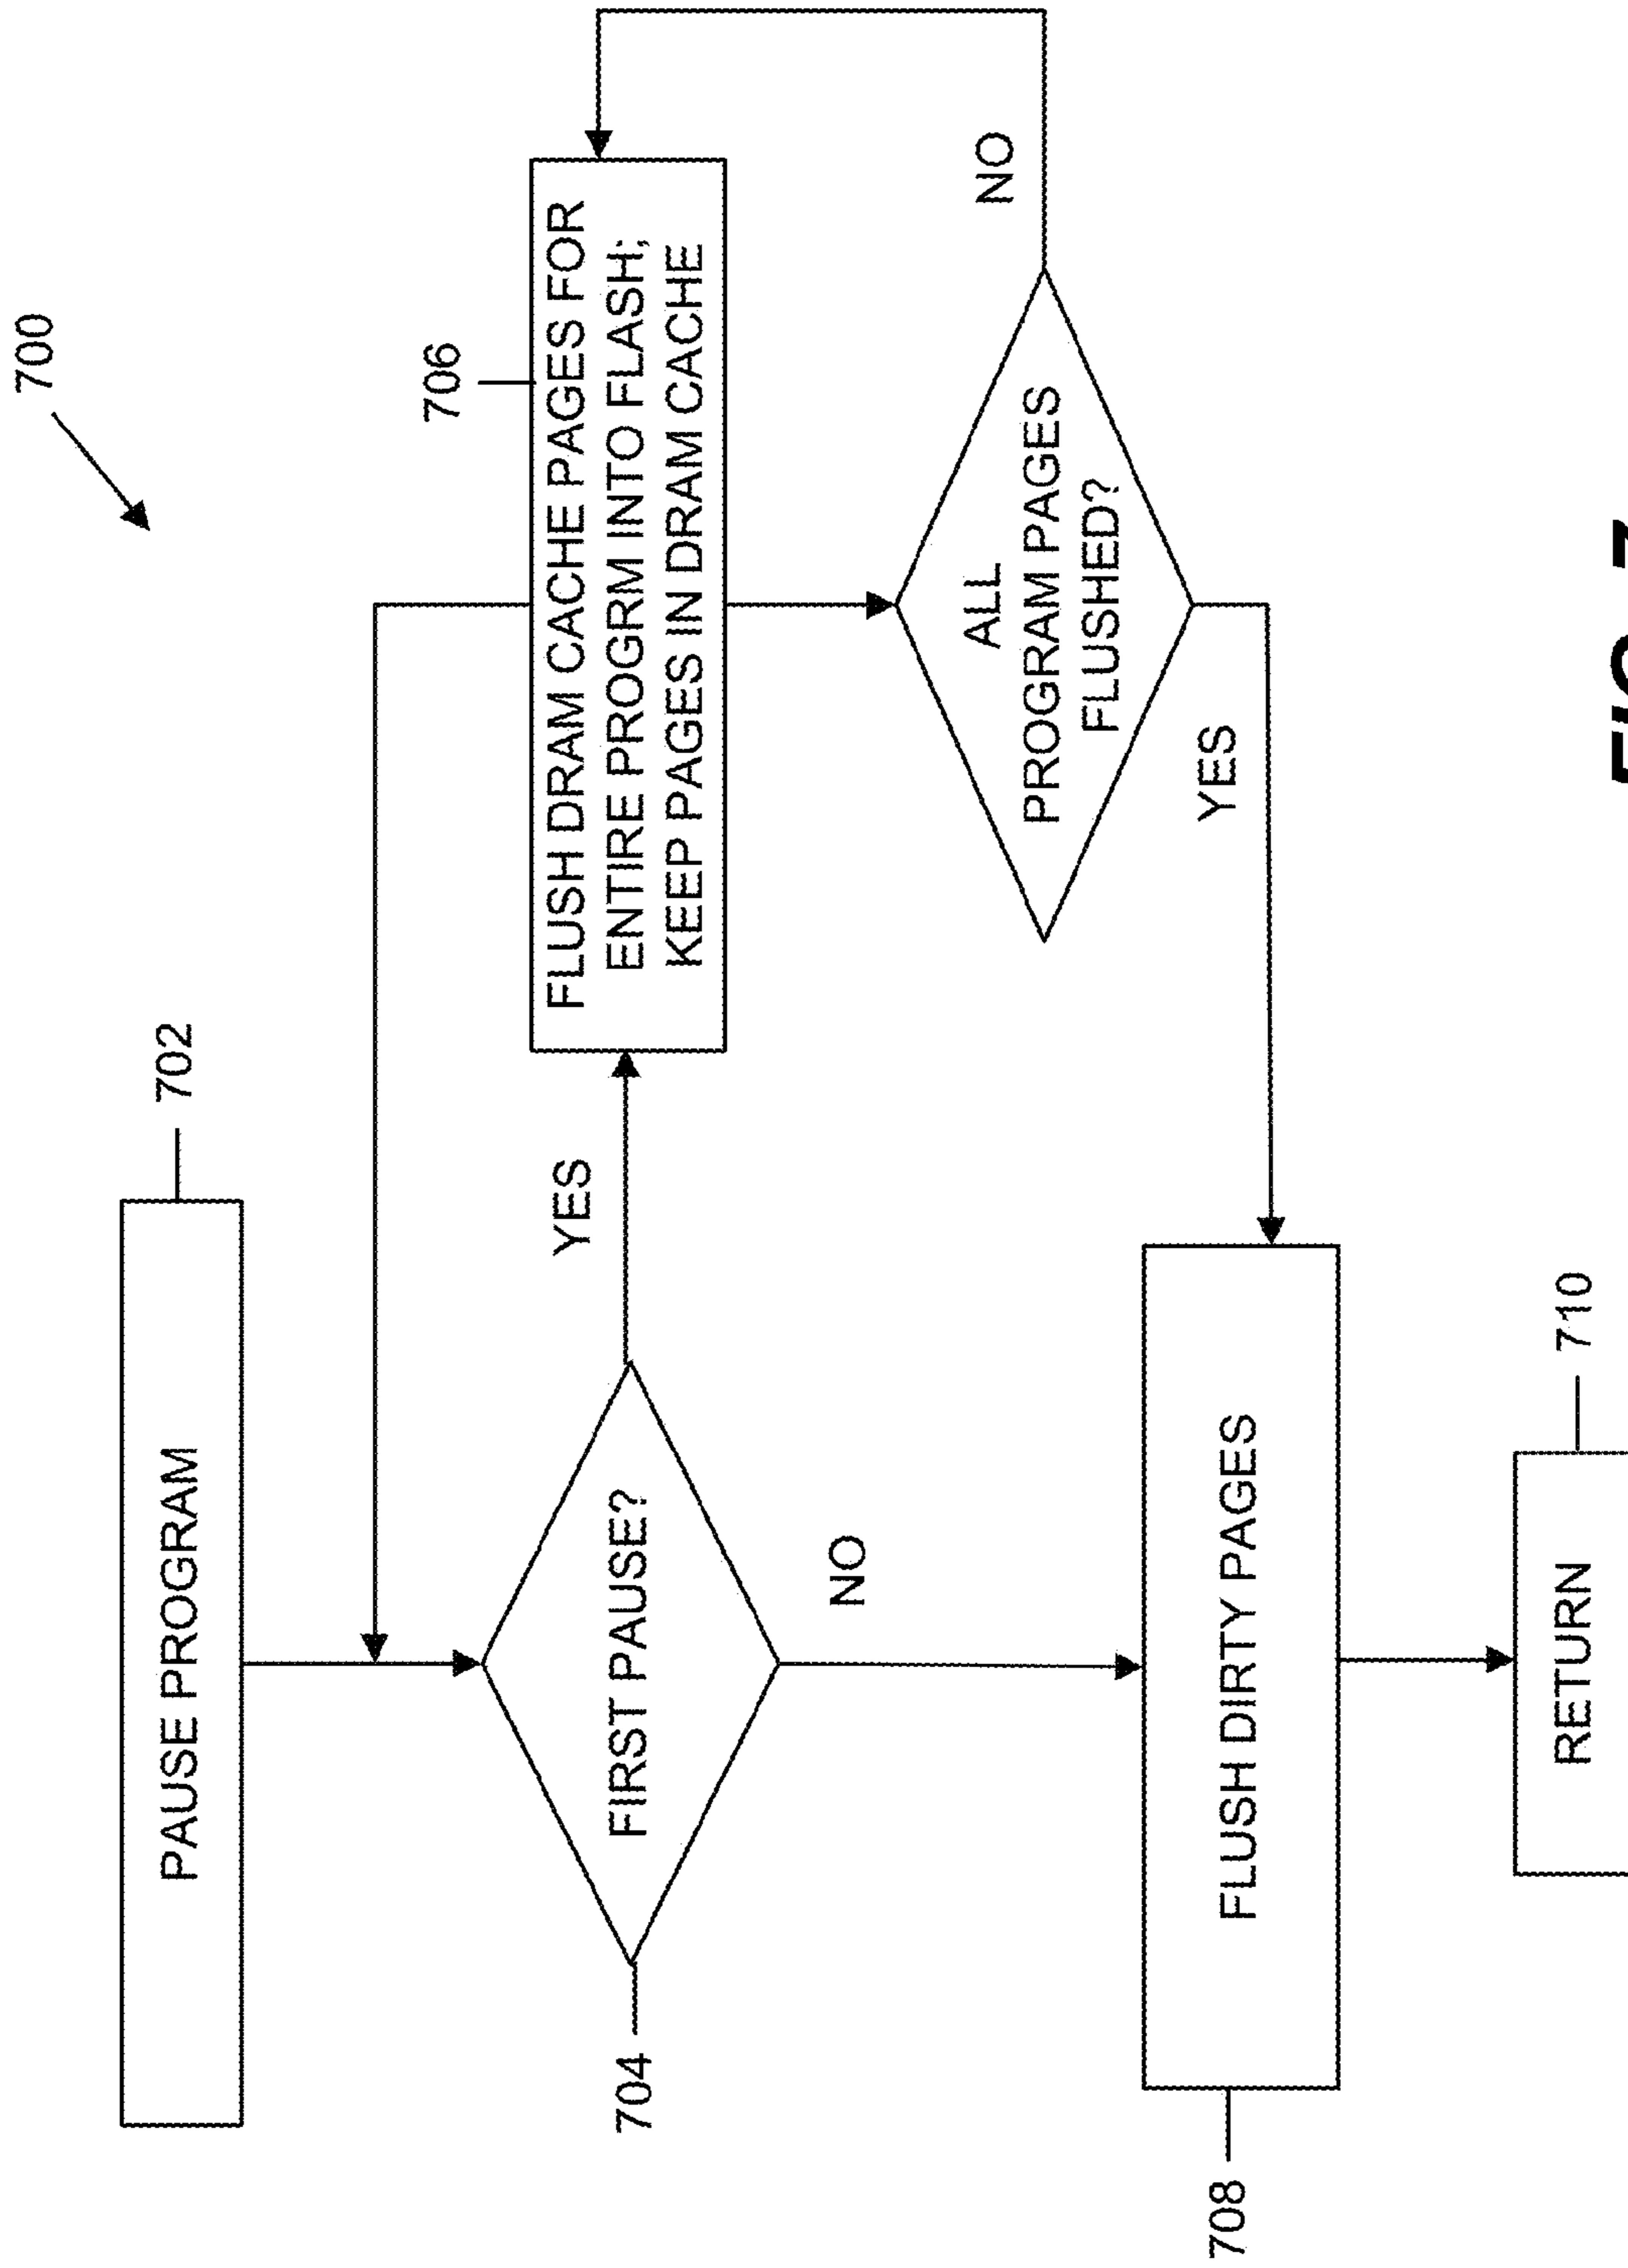 700
PAUSE PROGRAM
702
FIRST PAUSE?
704
YES
NO
706
FLUSH DRAM CACHE PAGES FOR
ENTIRE PROGRM INTO FLASH;
KEEP PAGES IN DRAM CACHE
ALL
PROGRAM PAGES
FLUSHED?
NO
YES
FLUSH DIRTY PAGES
708
RETURN
710